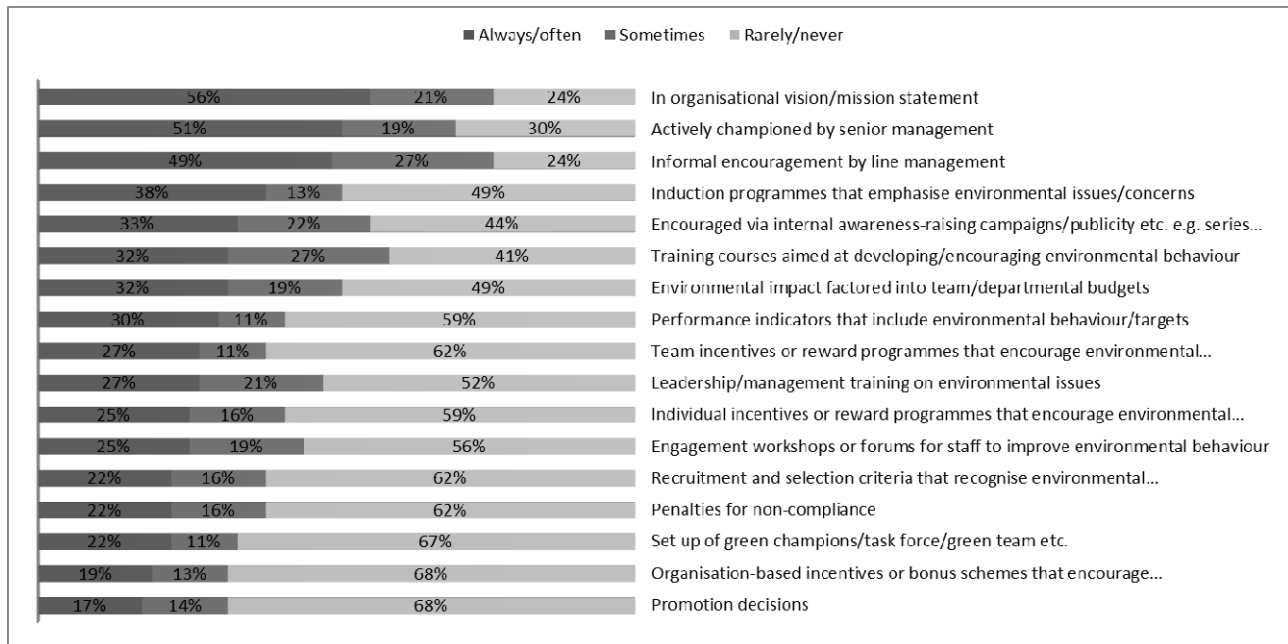 Always/often Sometimes Rarely/never
56% 21% 24% In organisational vision/mission statement
51% 19% 30% Actively championed by senior management
49% 27% 24% Informal encouragement by line management
38% 13% 49% Induction programmes that emphasise environmental issues/concerns
33% 22% 44% Encouraged via internal awareness-raising campaigns/publicity etc. e.g. series...
32% 27% 41% Training courses aimed at developing/encouraging environmental behaviour
32% 19% 49% Environmental impact factored into team/departmental budgets
30% 11% 59% Performance indicators that include environmental behaviour/targets
27% 11% 62% Team incentives or reward programmes that encourage environmental...
27% 21% 52% Leadership/management training on environmental issues
25% 16% 59% Individual incentives or reward programmes that encourage environmental...
25% 19% 56% Engagement workshops or forums for staff to improve environmental behaviour
22% 16% 62% Recruitment and selection criteria that recognise environmental...
22% 16% 62% Penalties for non-compliance
22% 11% 67% Set up of green champions/task force/green team etc.
19% 13% 68% Organisation-based incentives or bonus schemes that encourage...
17% 14% 68% Promotion decisions